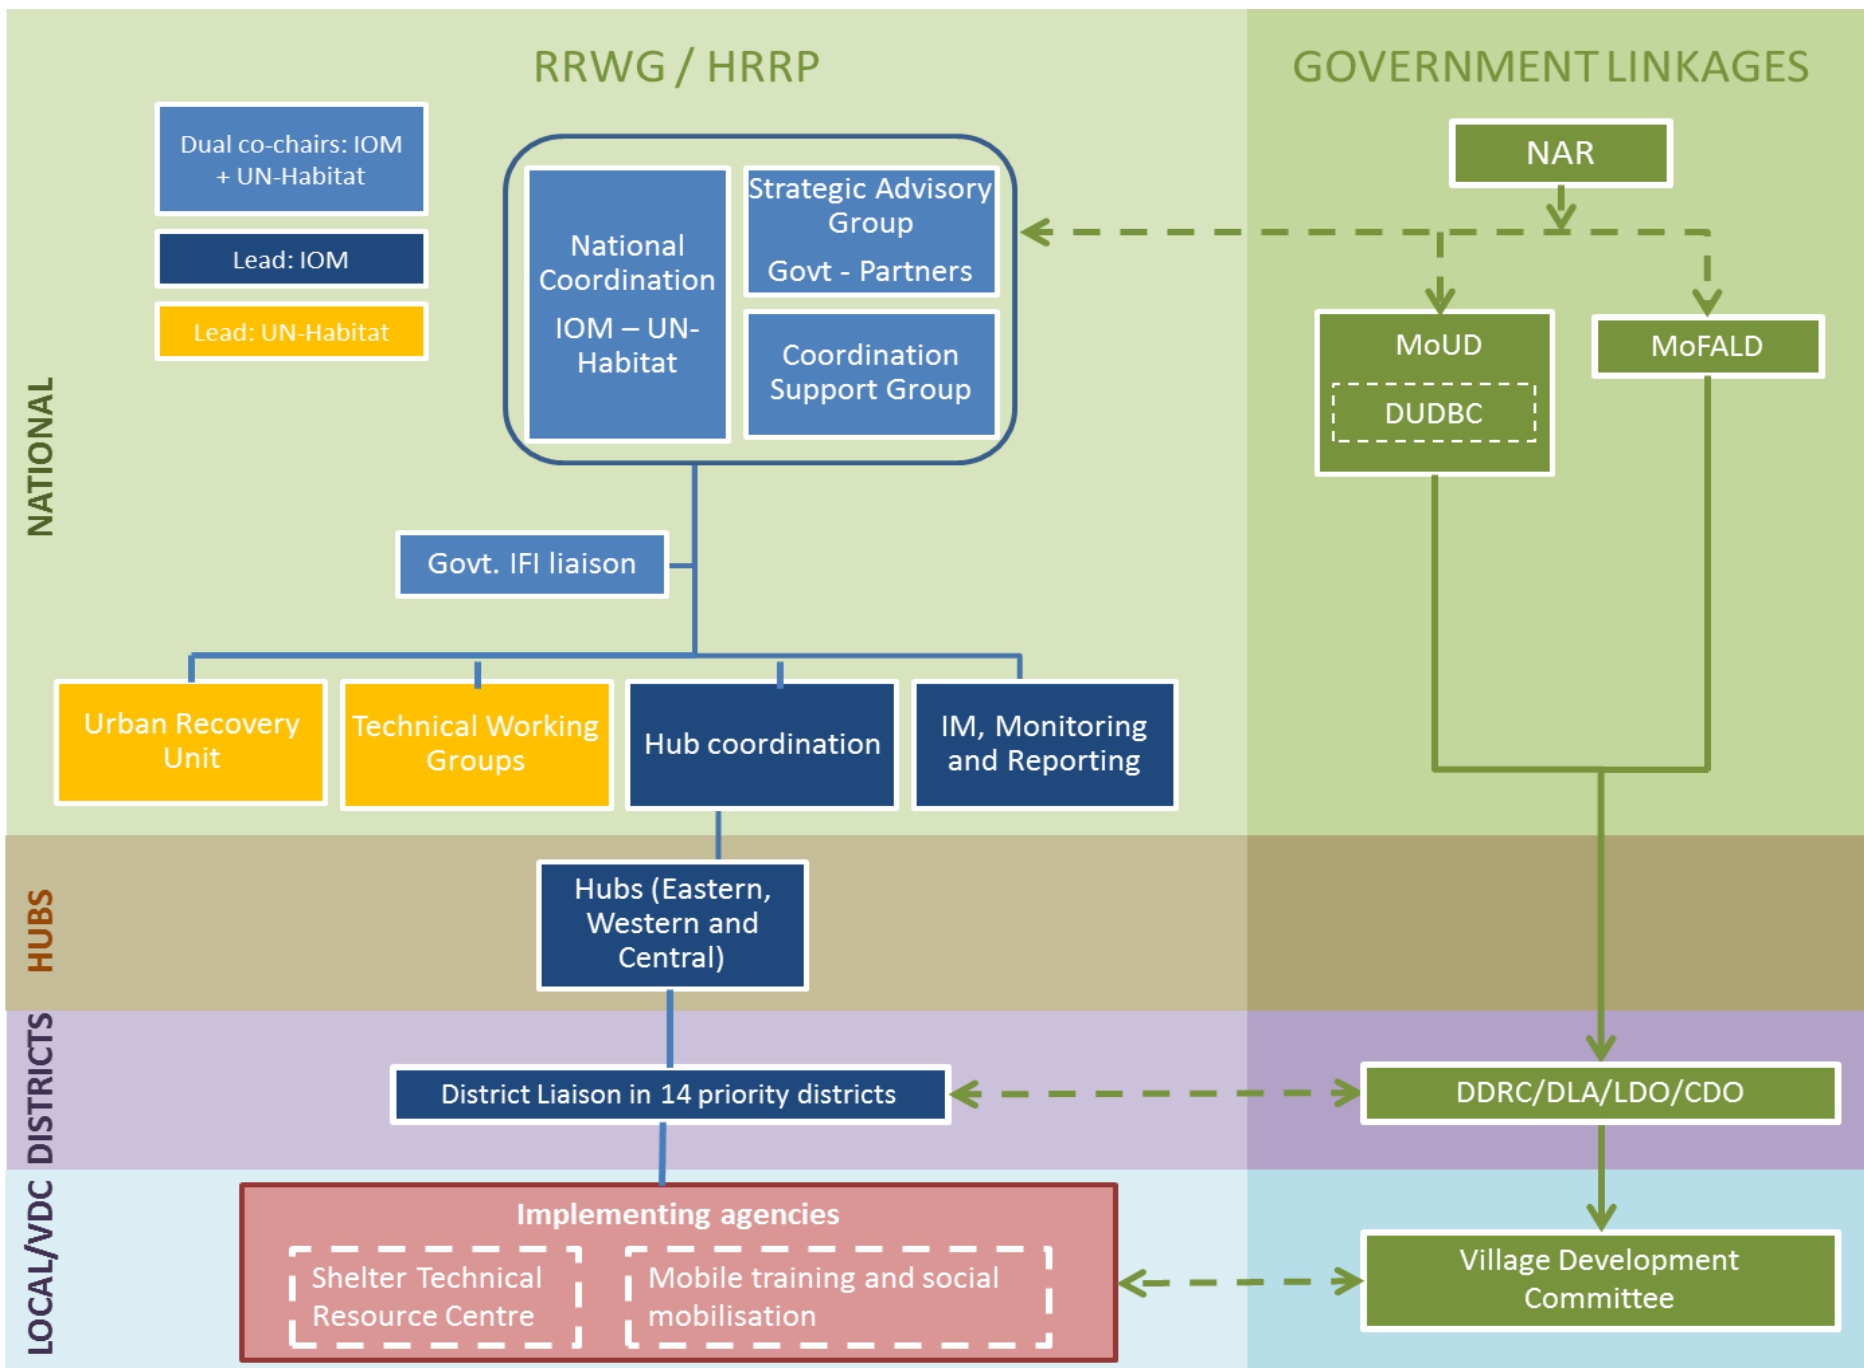 RRWG / HRRP
GOVERNMENT LINKAGES
Dual co-chairs: IOM
+ UN-Habitat
Lead: IOM
Lead: UN-Habitat
NATIONAL
National
Coordination
IOM – UN-
Habitat
Strategic Advisory
Group
Govt - Partners
Coordination
Support Group
NAR
MoUD
DUDBC
MoFALD
Govt. IFI liaison
Urban Recovery
Unit
Technical Working
Groups
Hub coordination
IM, Monitoring
and Reporting
HUBS
Hubs (Eastern,
Western and
Central)
DISTRICTS
District Liaison in 14 priority districts
DDRC/DLA/LDO/CDO
LOCAL/VDC
Implementing agencies
Shelter Technical
Resource Centre
Mobile training and social
mobilisation
Village Development
Committee